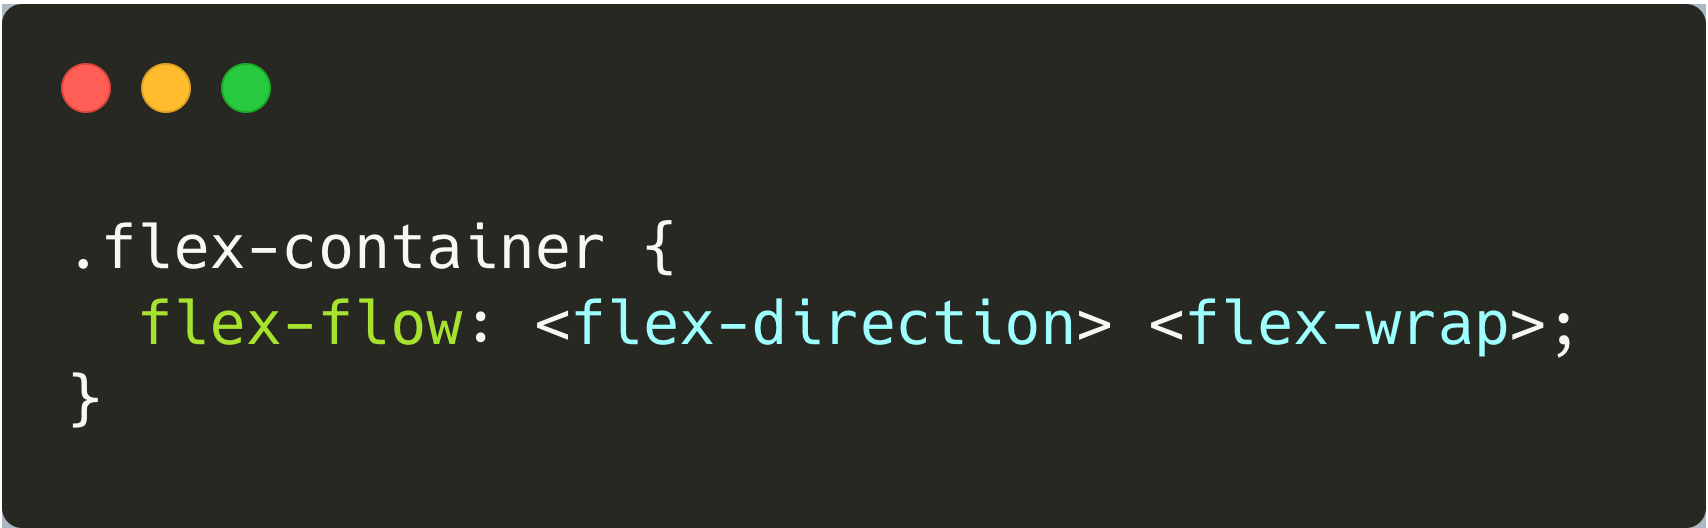 .flex-container {
  flex-flow: <flex-direction> <flex-wrap>;
}